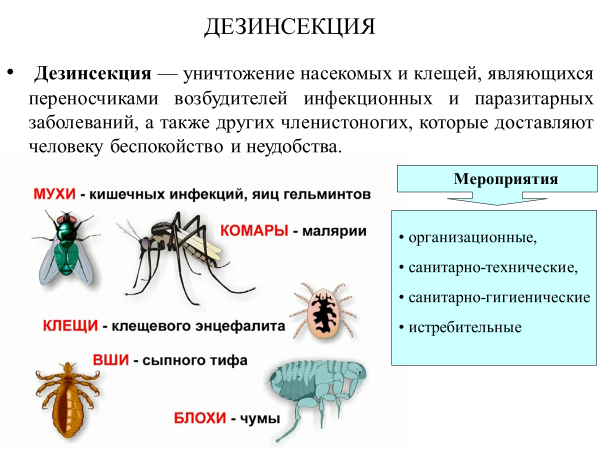 ДЕЗИНСЕКЦИЯ
• Дезинсекция — уничтожение насекомых и клещей, являющихся
переносчиками возбудителей инфекционных и паразитарных
заболеваний, а также других членистоногих, которые доставляют
человеку беспокойство и неудобства.
МУХИ - кишечных инфекций, яиц гельминтов
КОМАРЫ - малярии
КЛЕЩИ - клещевого энцефалита
ВШИ - сыпного тифа
БЛОХИ - чумы
Мероприятия
• организационные,
• санитарно-технические,
• санитарно-гигиенические
• истребительные